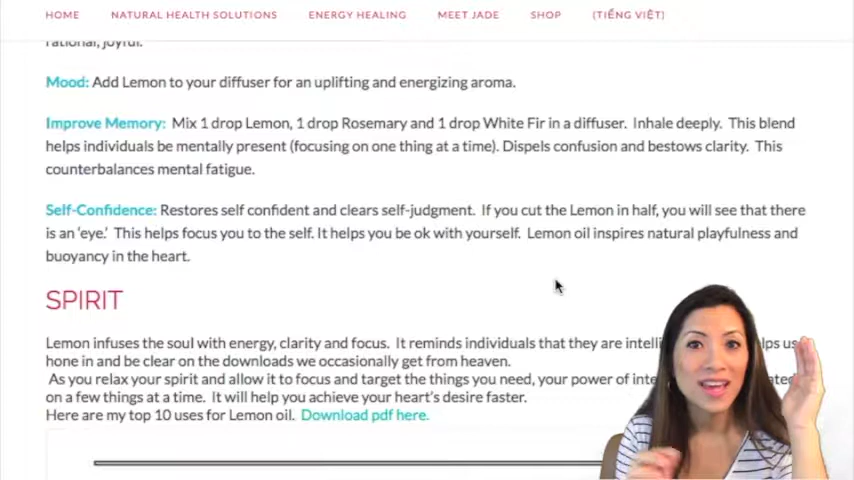 HOME NATURAL HEALTH SOLUTIONS ENERGY HEALING MEET JADE SHOP (TIẾNG VIỆT)
rational, joyful.
Mood: Add Lemon to your diffuser for an uplifting and energizing aroma.
Improve Memory: Mix 1 drop Lemon, 1 drop Rosemary and 1 drop White Fir in a diffuser. Inhale deeply. This blend
helps individuals be mentally present (focusing on one thing at a time). Dispels confusion and bestows clarity. This
counterbalances mental fatigue.
Self-Confidence: Restores self confident and clears self-judgment. If you cut the Lemon in half, you will see that there
is an 'eye.' This helps focus you to the self. It helps you be ok with yourself. Lemon oil inspires natural playfulness and
buoyancy in the heart.
SPIRIT
Lemon infuses the soul with energy, clarity and focus. It reminds individuals that they are us
hone in and be clear on the downloads we occasionally get from heaven.
As you relax your spirit and allow it to focus and target the things you need, your power of
on a few things at a time. It will help you achieve your heart's desire faster.
Here are my top 10 uses for Lemon oil. Download pdf here.